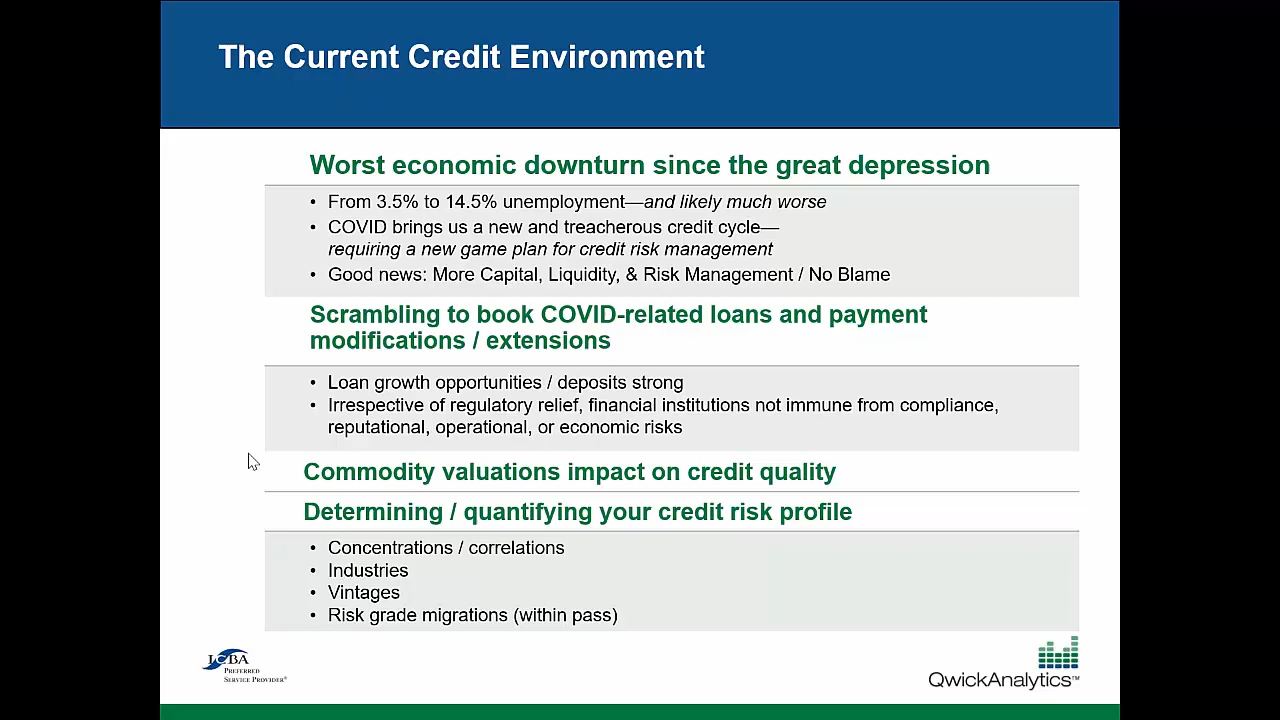 The Current Credit Environment
Worst economic downturn since the great depression
• From 3.5% to 14.5% unemployment—and likely much worse
• COVID brings us a new and treacherous credit cycle—
requiring a new game plan for credit risk management
• Good news: More Capital, Liquidity, & Risk Management / No Blame
Scrambling to book COVID-related loans and payment
modifications / extensions
• Loan growth opportunities / deposits strong
• Irrespective of regulatory relief, financial institutions not immune from compliance,
reputational, operational, or economic risks
Commodity valuations impact on credit quality
Determining / quantifying your credit risk profile
• Concentrations / correlations
• Industries
• Vintages
• Risk grade migrations (within pass)
ICBA
PREFERRED
SERVICE PROVIDER®
QwickAnalytics™